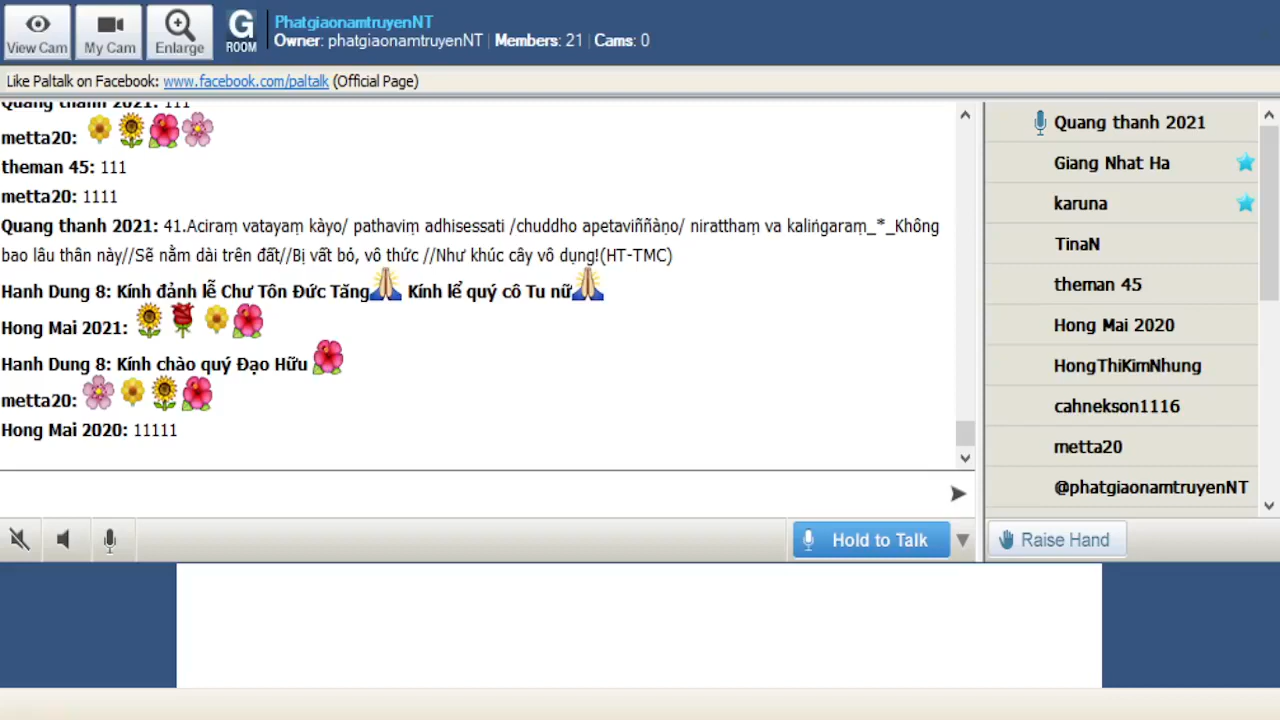 View Cam
My Cam
Enlarge
G
ROOM
PhatgiaonamtruyenNT
Owner: phatgiaonamtruyenNT | Members: 21 | Cams: 0
Like Paltalk on Facebook: www.facebook.com/paltalk (Official Page)
Quang thanh 2021: 111
metta20:
theman 45: 111
metta20: 1111
Quang thanh 2021: 41.Aciraṃ vatayaṃ kàyo/ pathaviṃ adhisessati /chuddho apetaviññàṇo/ niratthaṃ va kaliṅgaraṃ_*_Không
bao lâu thân này//Sẽ nằm dài trên đất//Bị vất bỏ, vô thức //Như khúc cây vô dụng!(HT-TMC)
Hanh Dung 8: Kính đảnh lễ Chư Tôn Đức Tăng Kính lể quý cô Tu nữ
Hong Mai 2021:
Hanh Dung 8: Kính chào quý Đạo Hữu
metta20:
Hong Mai 2020: 11111
Hold to Talk
Quang thanh 2021
Giang Nhat Ha
karuna
TinaN
theman 45
Hong Mai 2020
HongThiKimNhung
cahnekson1116
metta20
@phatgiaonamtruyenNT
Raise Hand